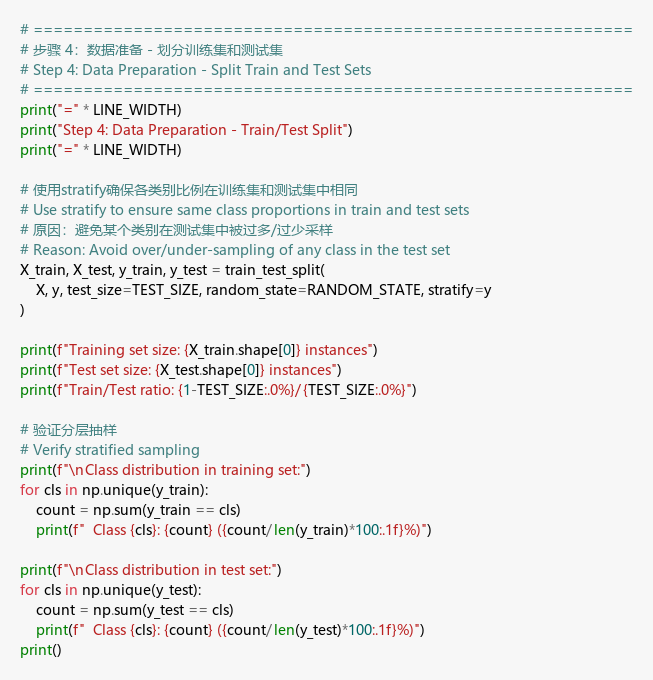 # ============================================================
# 步骤 4：数据准备 - 划分训练集和测试集
# Step 4: Data Preparation - Split Train and Test Sets
# ============================================================
print("=" * LINE_WIDTH)
print("Step 4: Data Preparation - Train/Test Split")
print("=" * LINE_WIDTH)

# 使用stratify确保各类别比例在训练集和测试集中相同
# Use stratify to ensure same class proportions in train and test sets
# 原因：避免某个类别在测试集中被过多/过少采样
# Reason: Avoid over/under-sampling of any class in the test set
X_train, X_test, y_train, y_test = train_test_split(
    X, y, test_size=TEST_SIZE, random_state=RANDOM_STATE, stratify=y
)

print(f"Training set size: {X_train.shape[0]} instances")
print(f"Test set size: {X_test.shape[0]} instances")
print(f"Train/Test ratio: {1-TEST_SIZE:.0%}/{TEST_SIZE:.0%}")

# 验证分层抽样
# Verify stratified sampling
print(f"\nClass distribution in training set:")
for cls in np.unique(y_train):
    count = np.sum(y_train == cls)
    print(f"  Class {cls}: {count} ({count/len(y_train)*100:.1f}%)")

print(f"\nClass distribution in test set:")
for cls in np.unique(y_test):
    count = np.sum(y_test == cls)
    print(f"  Class {cls}: {count} ({count/len(y_test)*100:.1f}%)")
print()